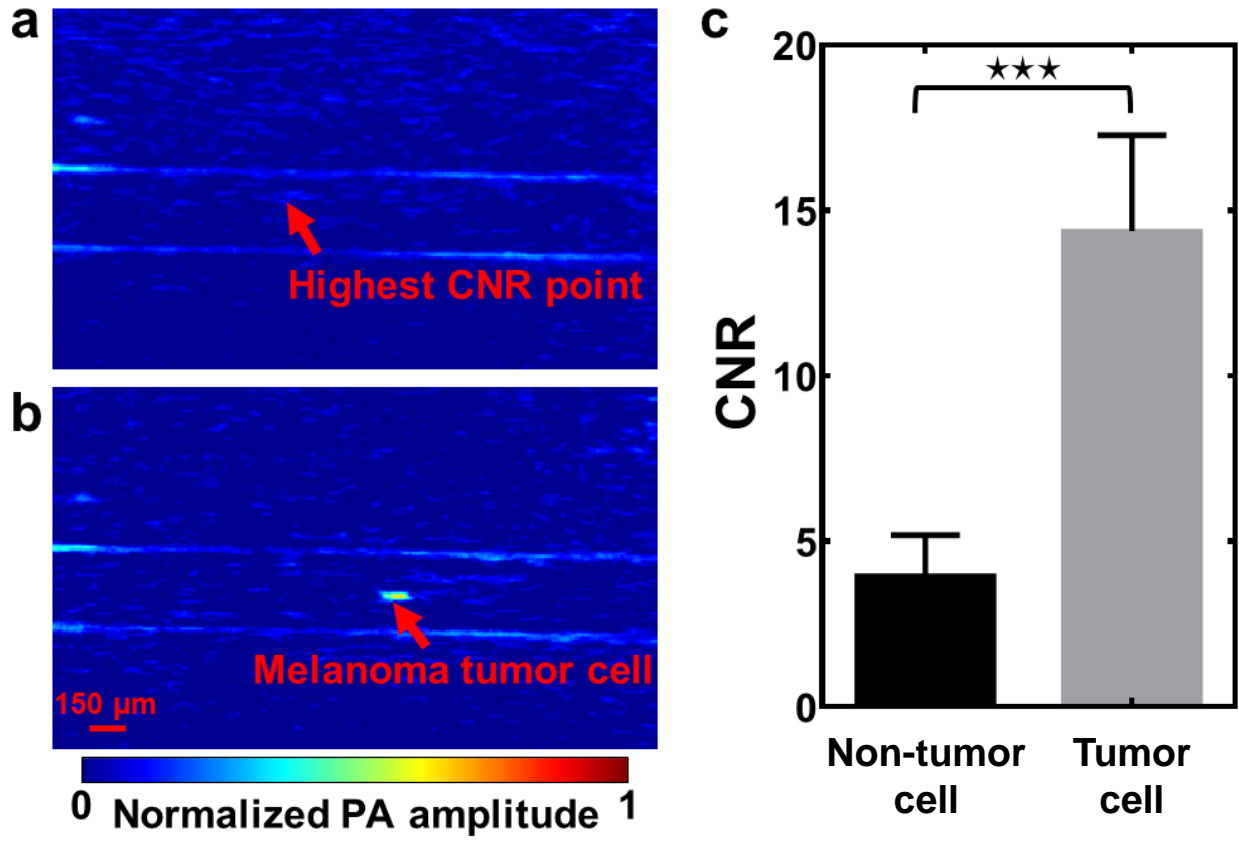 a
Highest CNR point
b
Melanoma tumor cell
150 μm
0 Normalized PA amplitude 1
c
20
★★★
15
CNR
10
5
0
Non-tumor cell
Tumor cell